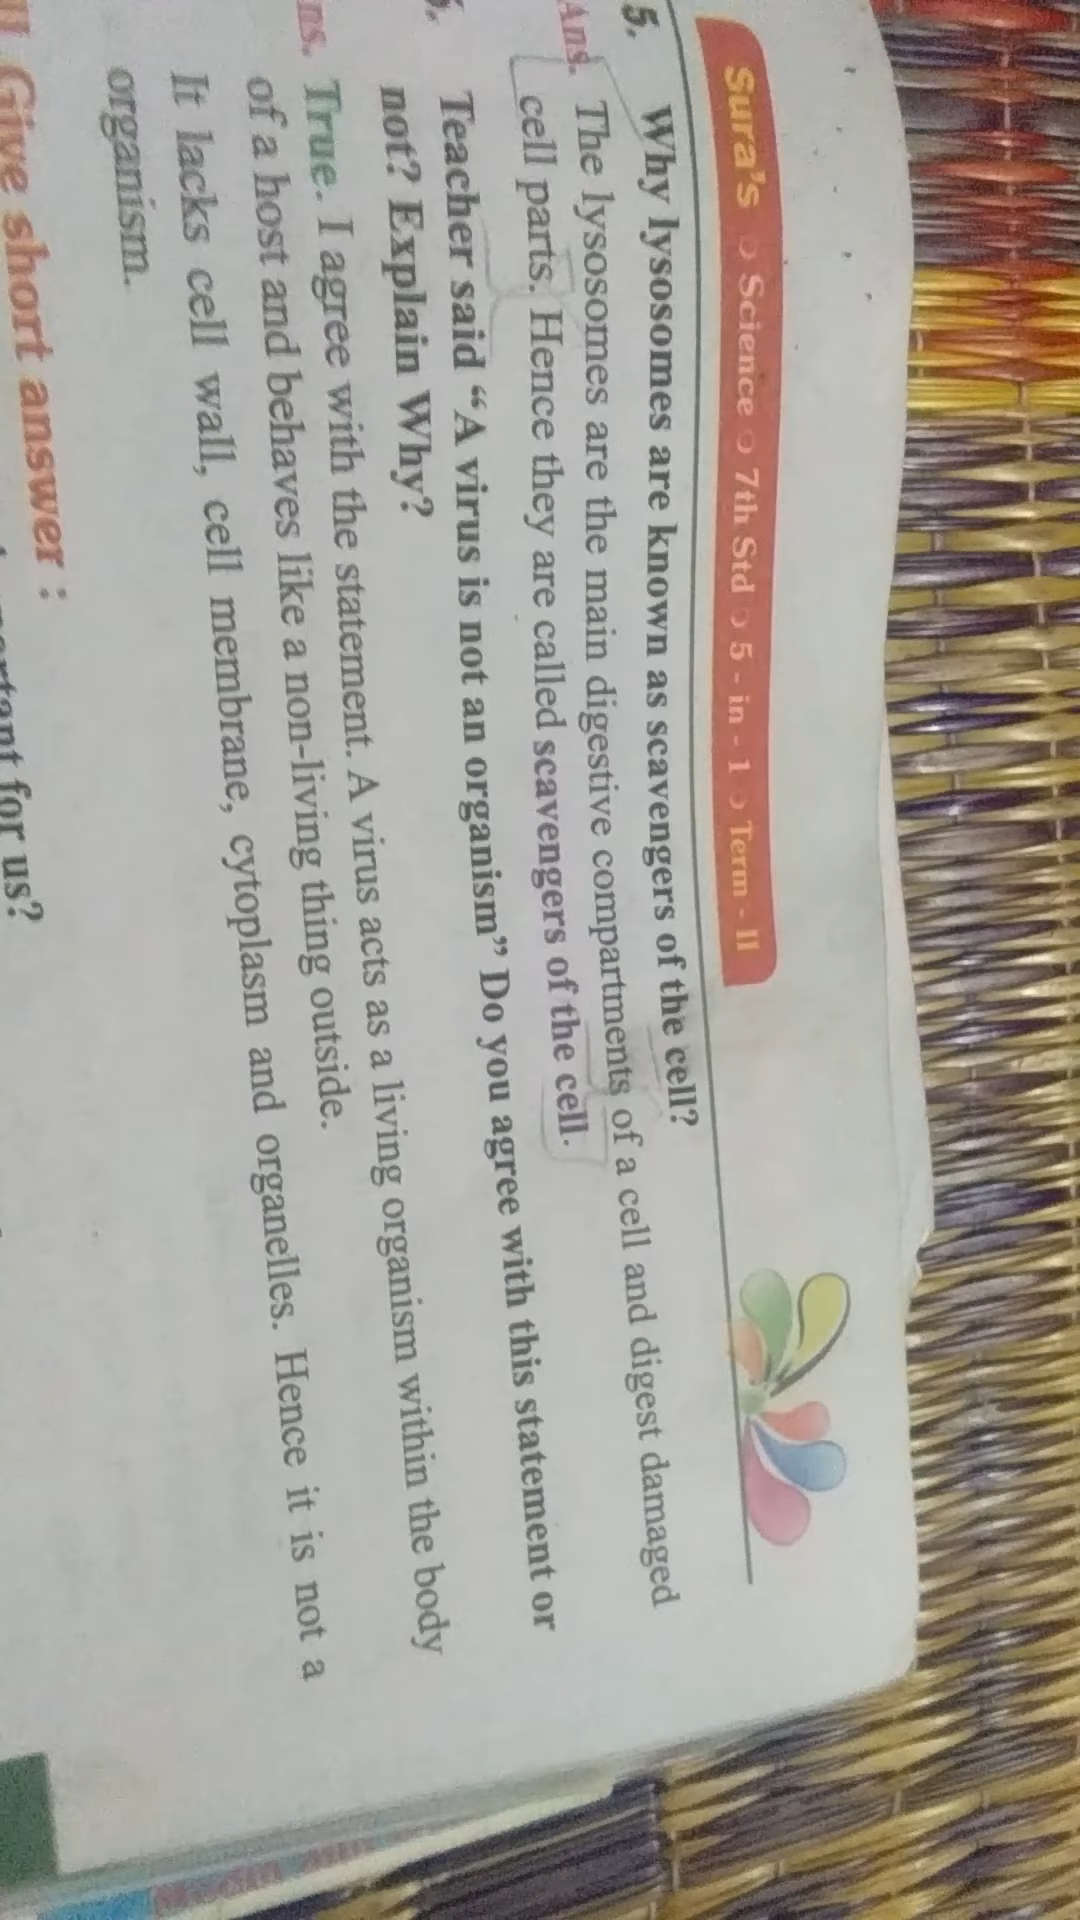 Sura's Science 7th Std 5 - in - 1 Term - II
5. Why lysosomes are known as scavengers of the cell?
Ans. The lysosomes are the main digestive compartments of a cell and digest damaged
cell parts. Hence they are called scavengers of the cell.
Teacher said “A virus is not an organism” Do you agree with this statement or
not? Explain Why?
ns. True. I agree with the statement. A virus acts as a living organism within the body
of a host and behaves like a non-living thing outside.
It lacks cell wall, cell membrane, cytoplasm and organelles. Hence it is not a
organism.
Give short answer :
for us?